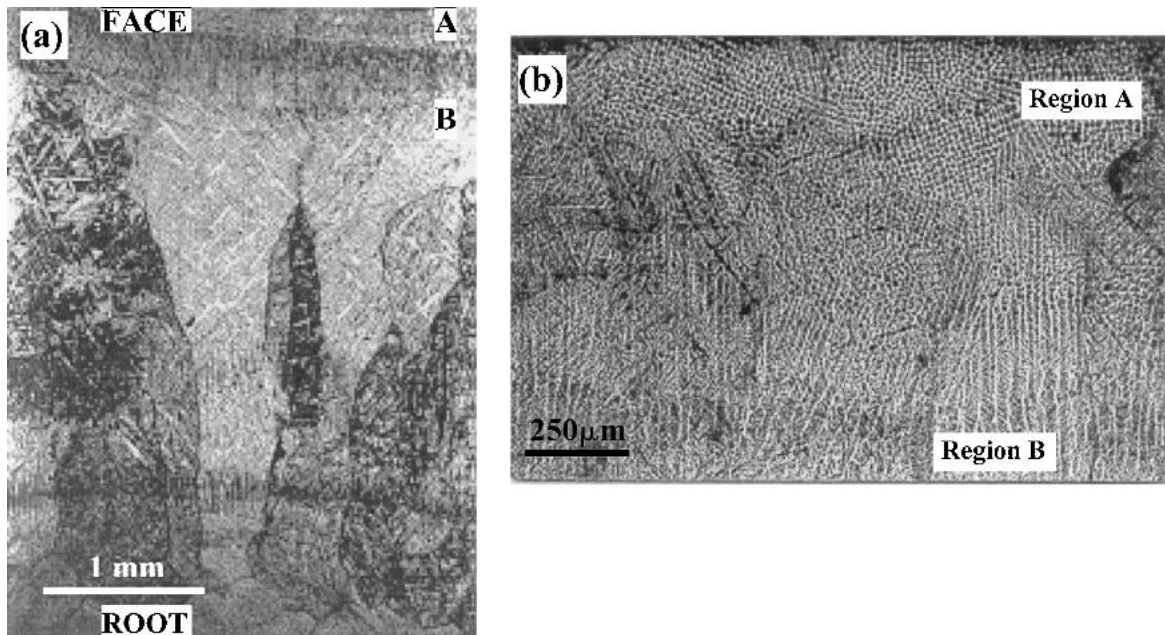 (a)
FACE
A
B
1 mm
ROOT
(b)
Region A
250μm
Region B